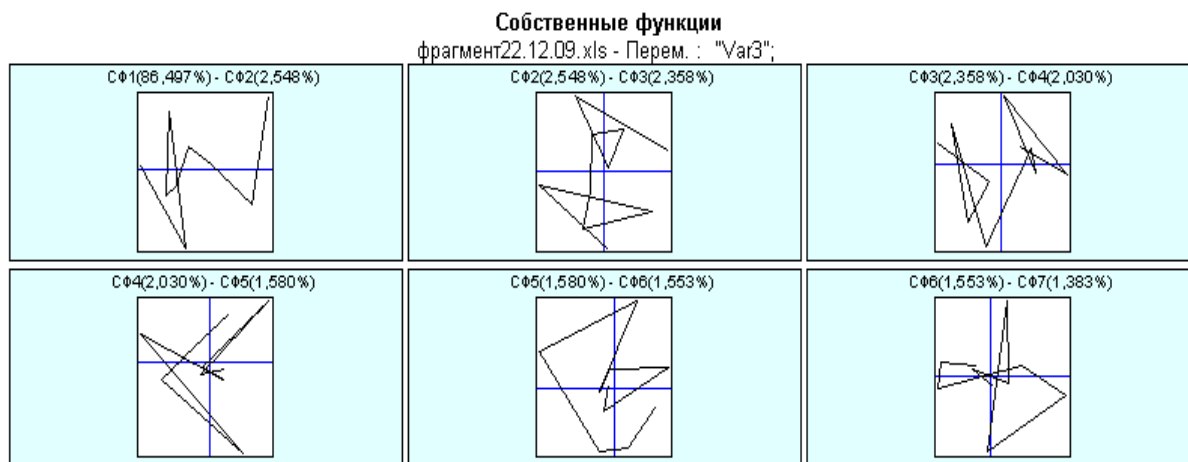 Собственные функции
фрагмент22.12.09.xls - Перем. : "Var3";
СФ1(86,497%) - СФ2(2,548%)
СФ2(2,548%) - СФ3(2,358%)
СФ3(2,358%) - СФ4(2,030%)
СФ4(2,030%) - СФ5(1,580%)
СФ5(1,580%) - СФ6(1,553%)
СФ6(1,553%) - СФ7(1,383%)